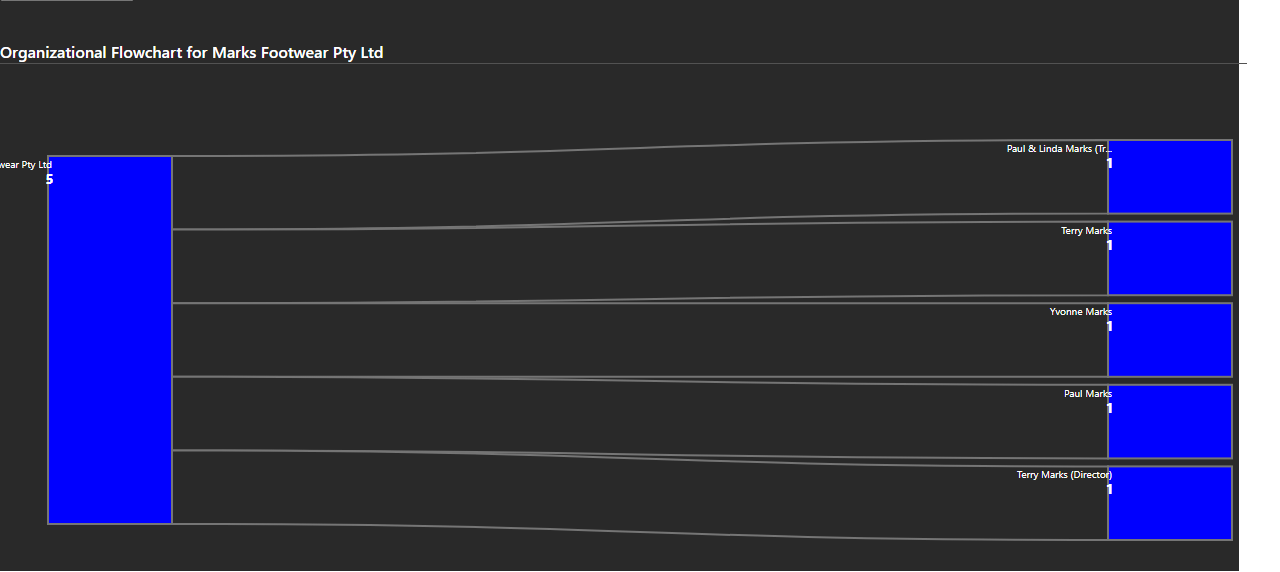 Organizational Flowchart for Marks Footwear Pty Ltd
wear Pty Ltd
5
Paul & Linda Marks (Tr...
1
Terry Marks
1
Yvonne Marks
1
Paul Marks
1
Terry Marks (Director)
1